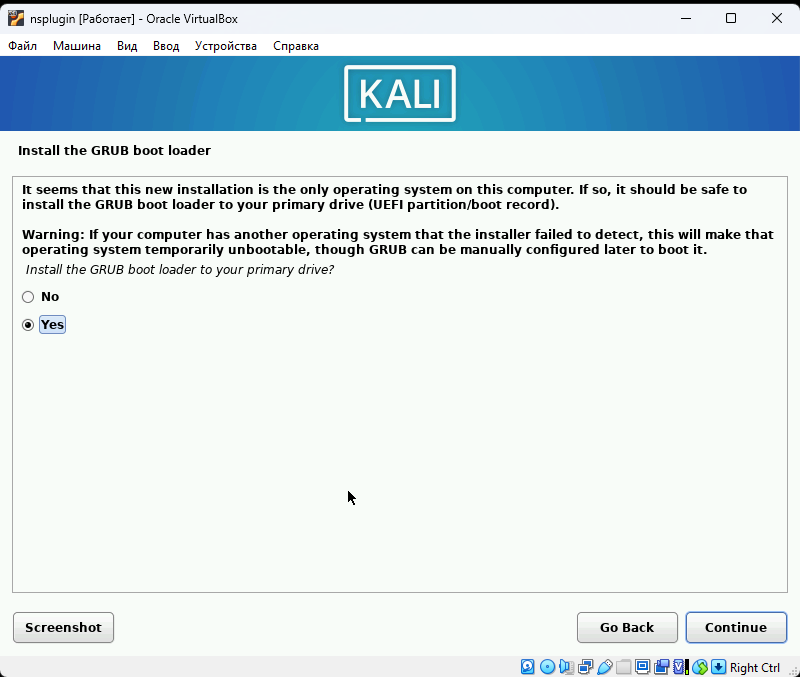 nsplugin [Работает] - Oracle VirtualBox
Файл Машина Вид Ввод Устройства Справка
KALI
Install the GRUB boot loader
It seems that this new installation is the only operating system on this computer. If so, it should be safe to
install the GRUB boot loader to your primary drive (UEFI partition/boot record).
Warning: If your computer has another operating system that the installer failed to detect, this will make that
operating system temporarily unbootable, though GRUB can be manually configured later to boot it.
Install the GRUB boot loader to your primary drive?
No
Yes
Screenshot Go Back Continue
Right Ctrl